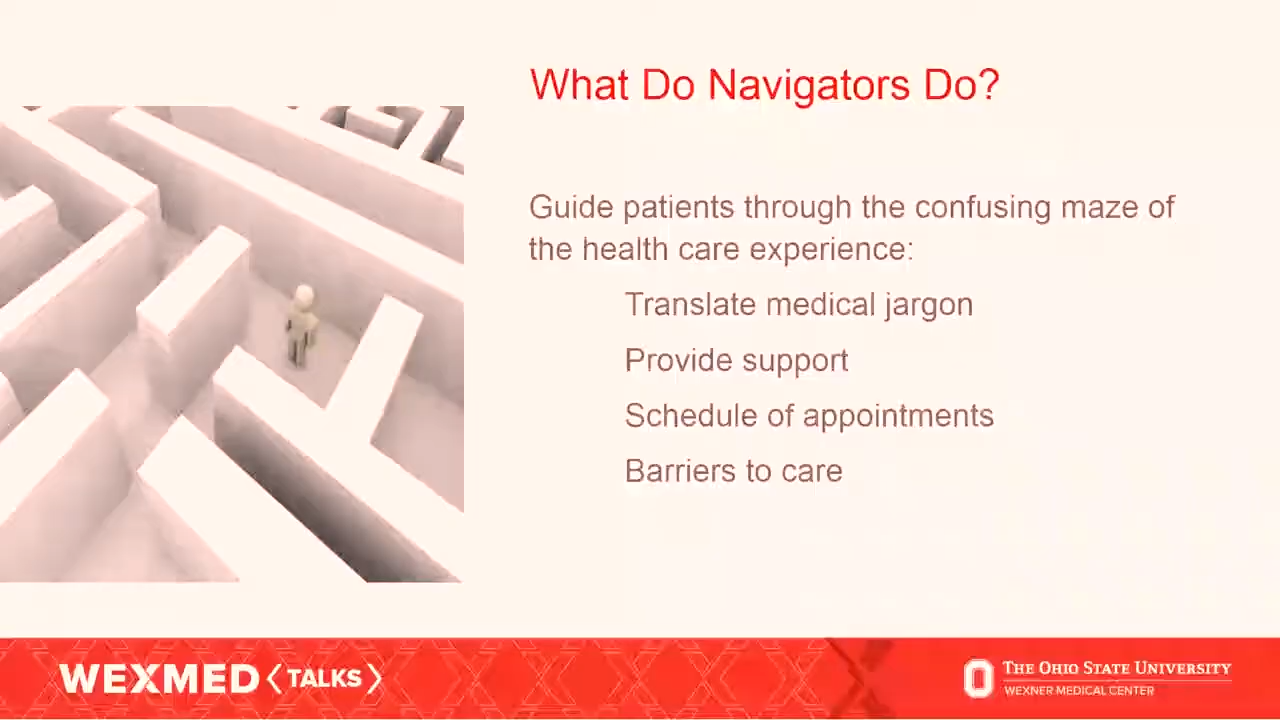 What Do Navigators Do?
Guide patients through the confusing maze of
the health care experience:
Translate medical jargon
Provide support
Schedule of appointments
Barriers to care
WEXMED <TALKS>
THE OHIO STATE UNIVERSITY
WEXNER MEDICAL CENTER